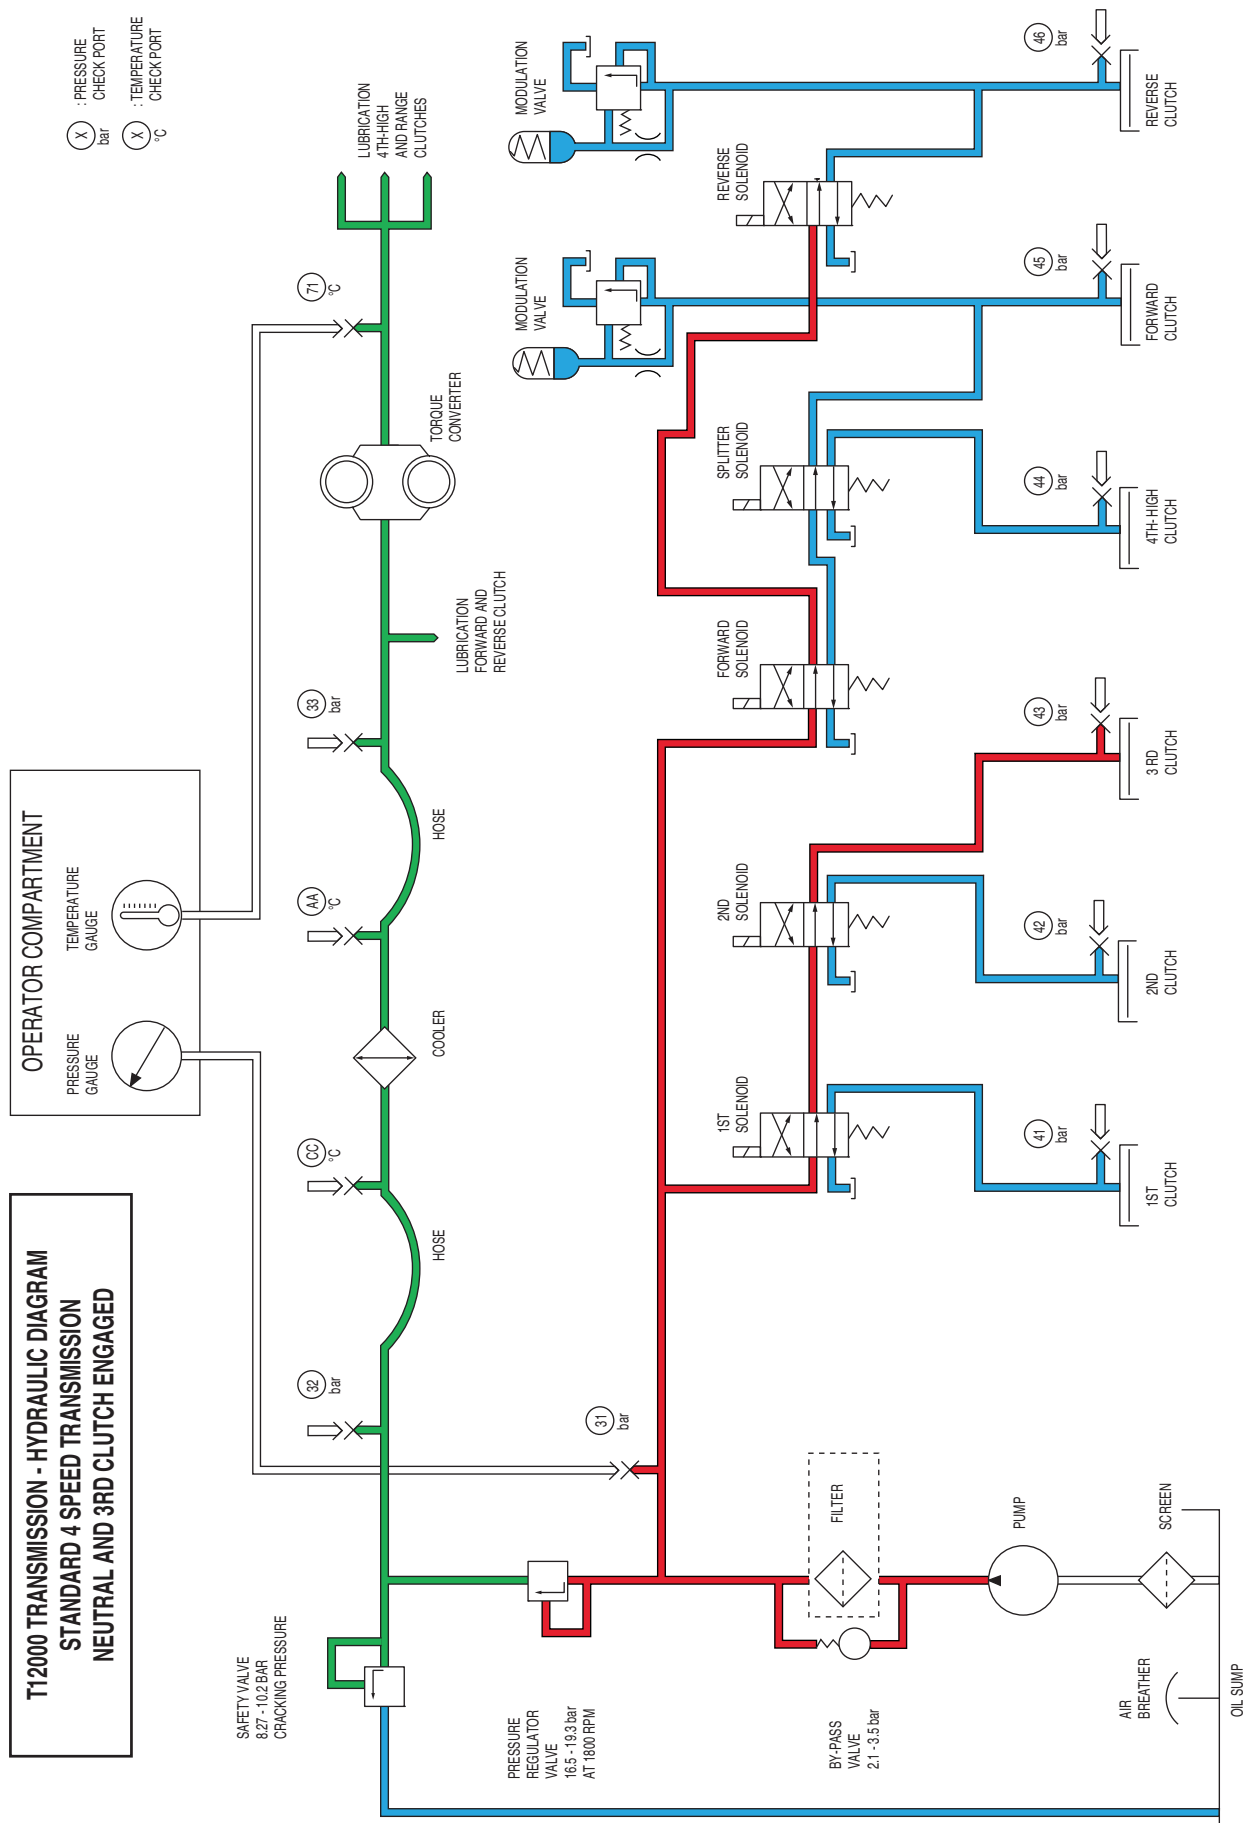 T12000 TRANSMISSION - HYDRAULIC DIAGRAM
STANDARD 4 SPEED TRANSMISSION
NEUTRAL AND 3RD CLUTCH ENGAGED
OPERATOR COMPARTMENT
PRESSURE
GAUGE
TEMPERATURE
GAUGE
X
bar
: PRESSURE
CHECK PORT
X
°C
: TEMPERATURE
CHECK PORT
SAFETY VALVE
8.27 - 10.2 BAR
CRACKING PRESSURE
32
bar
HOSE
CC
°C
COOLER
AA
°C
HOSE
33
bar
LUBRICATION
FORWARD AND
REVERSE CLUTCH
TORQUE
CONVERTER
71
°C
LUBRICATION
4TH-HIGH
AND RANGE
CLUTCHES
PRESSURE
REGULATOR
VALVE
16.5 - 19.3 bar
AT 1800 RPM
31
bar
MODULATION
VALVE
MODULATION
VALVE
BY-PASS
VALVE
2.1 - 3.5 bar
FILTER
1ST
SOLENOID
2ND
SOLENOID
FORWARD
SOLENOID
SPLITTER
SOLENOID
REVERSE
SOLENOID
PUMP
41
bar
42
bar
43
bar
44
bar
45
bar
46
bar
AIR
BREATHER
SCREEN
1ST
CLUTCH
2ND
CLUTCH
3 RD
CLUTCH
4TH- HIGH
CLUTCH
FORWARD
CLUTCH
REVERSE
CLUTCH
OIL SUMP